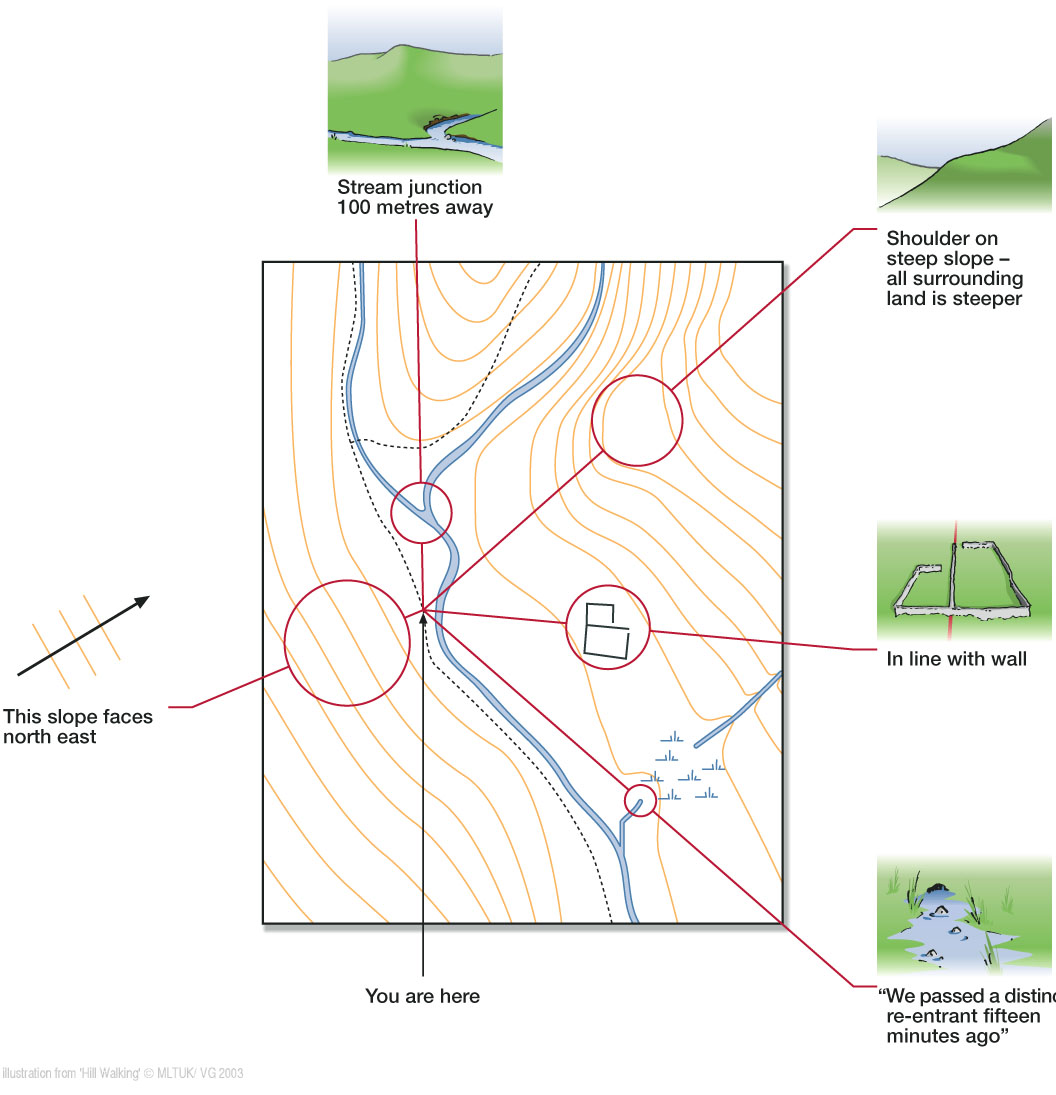 Stream junction
100 metres away
Shoulder on
steep slope –
all surrounding
land is steeper
In line with wall
This slope faces
north east
“We passed a distinc
re-entrant fifteen
minutes ago”
You are here
illustration from 'Hill Walking' © MLTUK/ VG 2003